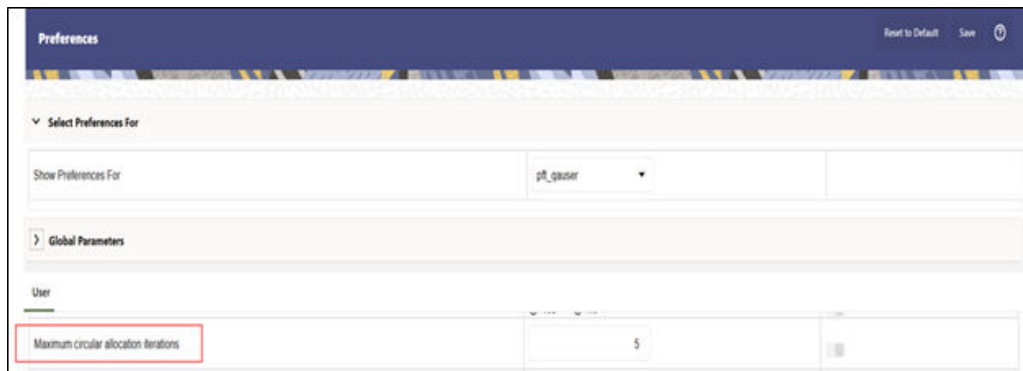 Preferences
Reset to Default Save
Select Preferences For
Show Preferences For pft_qauser
Global Parameters
User
Maximum circular allocation iterations 5